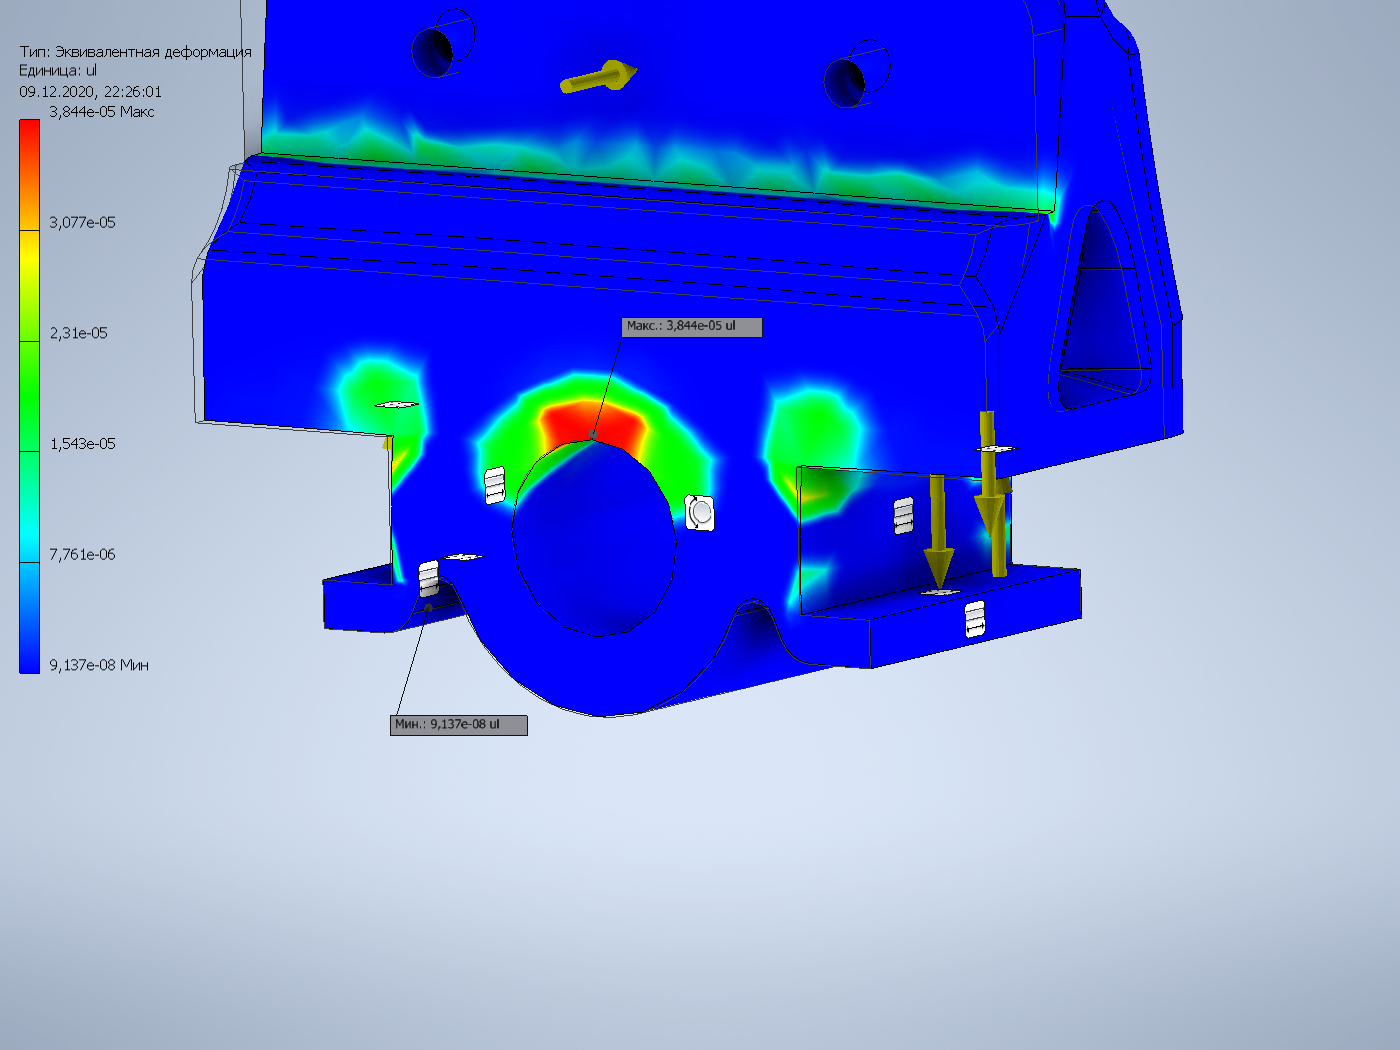 Тип: Эквивалентная деформация
Единица: ul
09.12.2020, 22:26:01
3,844e-05 Макс
3,077e-05
2,31e-05
1,543e-05
7,761e-06
9,137e-08 Мин
Макс.: 3,844e-05 ul
Мин.: 9,137e-08 ul